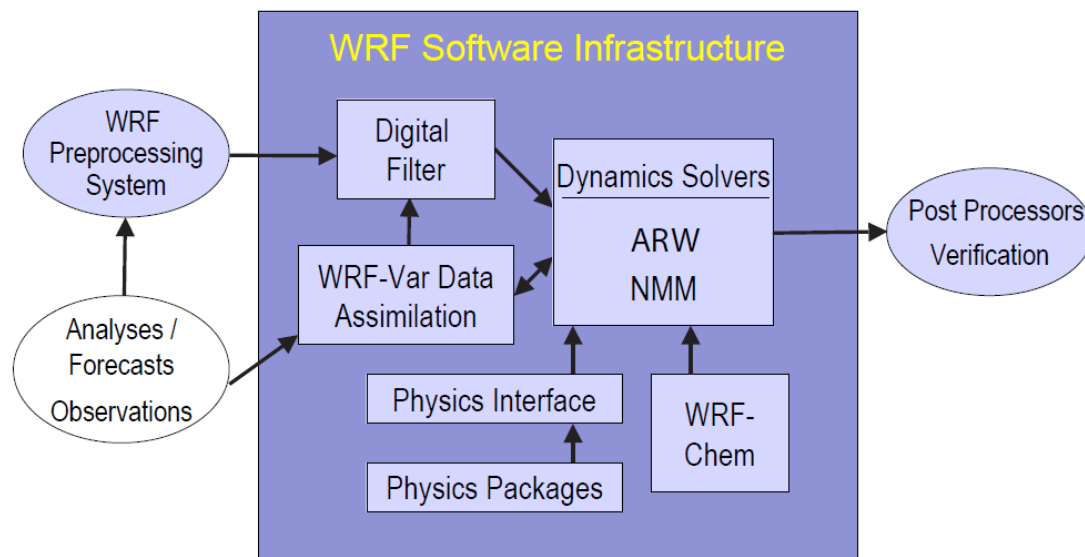 WRF Software Infrastructure
WRF
Preprocessing
System
Digital
Filter
Dynamics Solvers
ARW
NMM
Post Processors
Verification
WRF-Var Data
Assimilation
Analyses /
Forecasts
Observations
Physics Interface
WRF-
Chem
Physics Packages